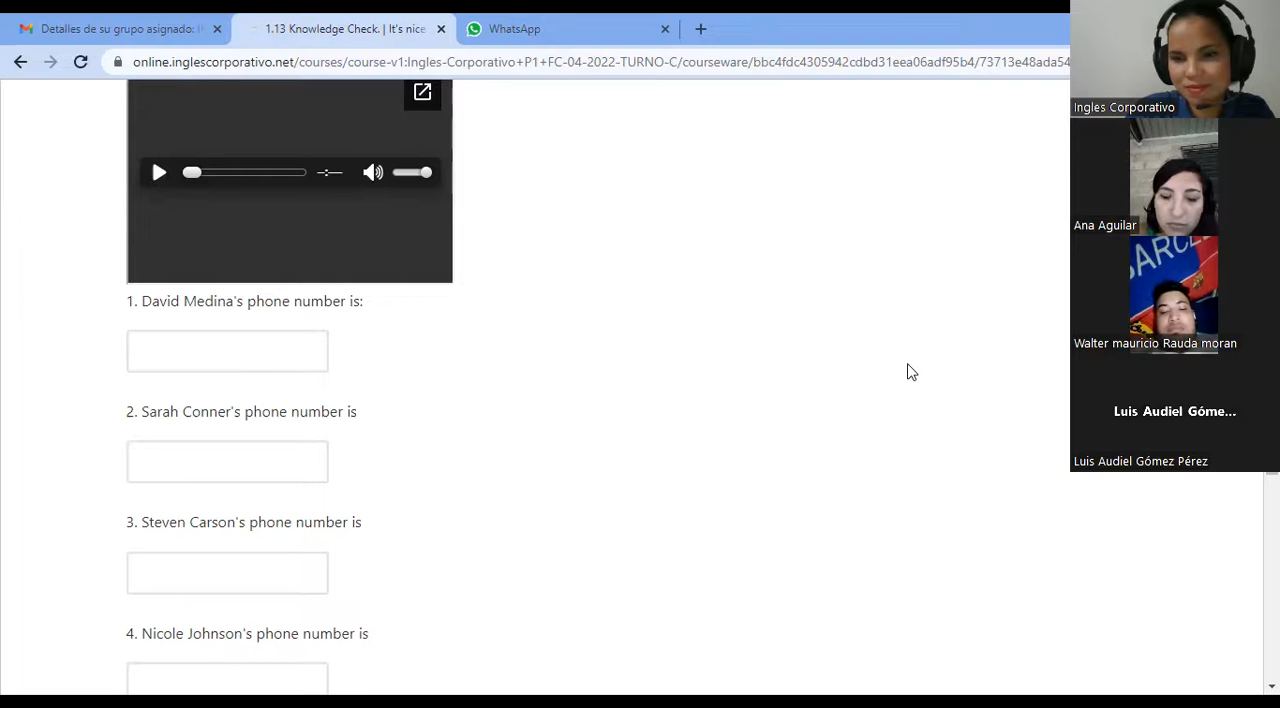 Detalles de su grupo asignado: I
1.13 Knowledge Check. | It's nice
WhatsApp
online.inglescorporativo.net/courses/course-v1:Ingles-Corporativo+P1+FC-04-2022-TURNO-C/courseware/bbc4fdc4305942cdbd31eea06adf95b4/73713e48ada54
Ingles Corporativo
BARCEL
Ana Aguilar
Walter mauricio Rauda moran
Luis Audiel Góme...
Luis Audiel Gómez Pérez
-:--
1. David Medina's phone number is:
2. Sarah Conner's phone number is
3. Steven Carson's phone number is
4. Nicole Johnson's phone number is